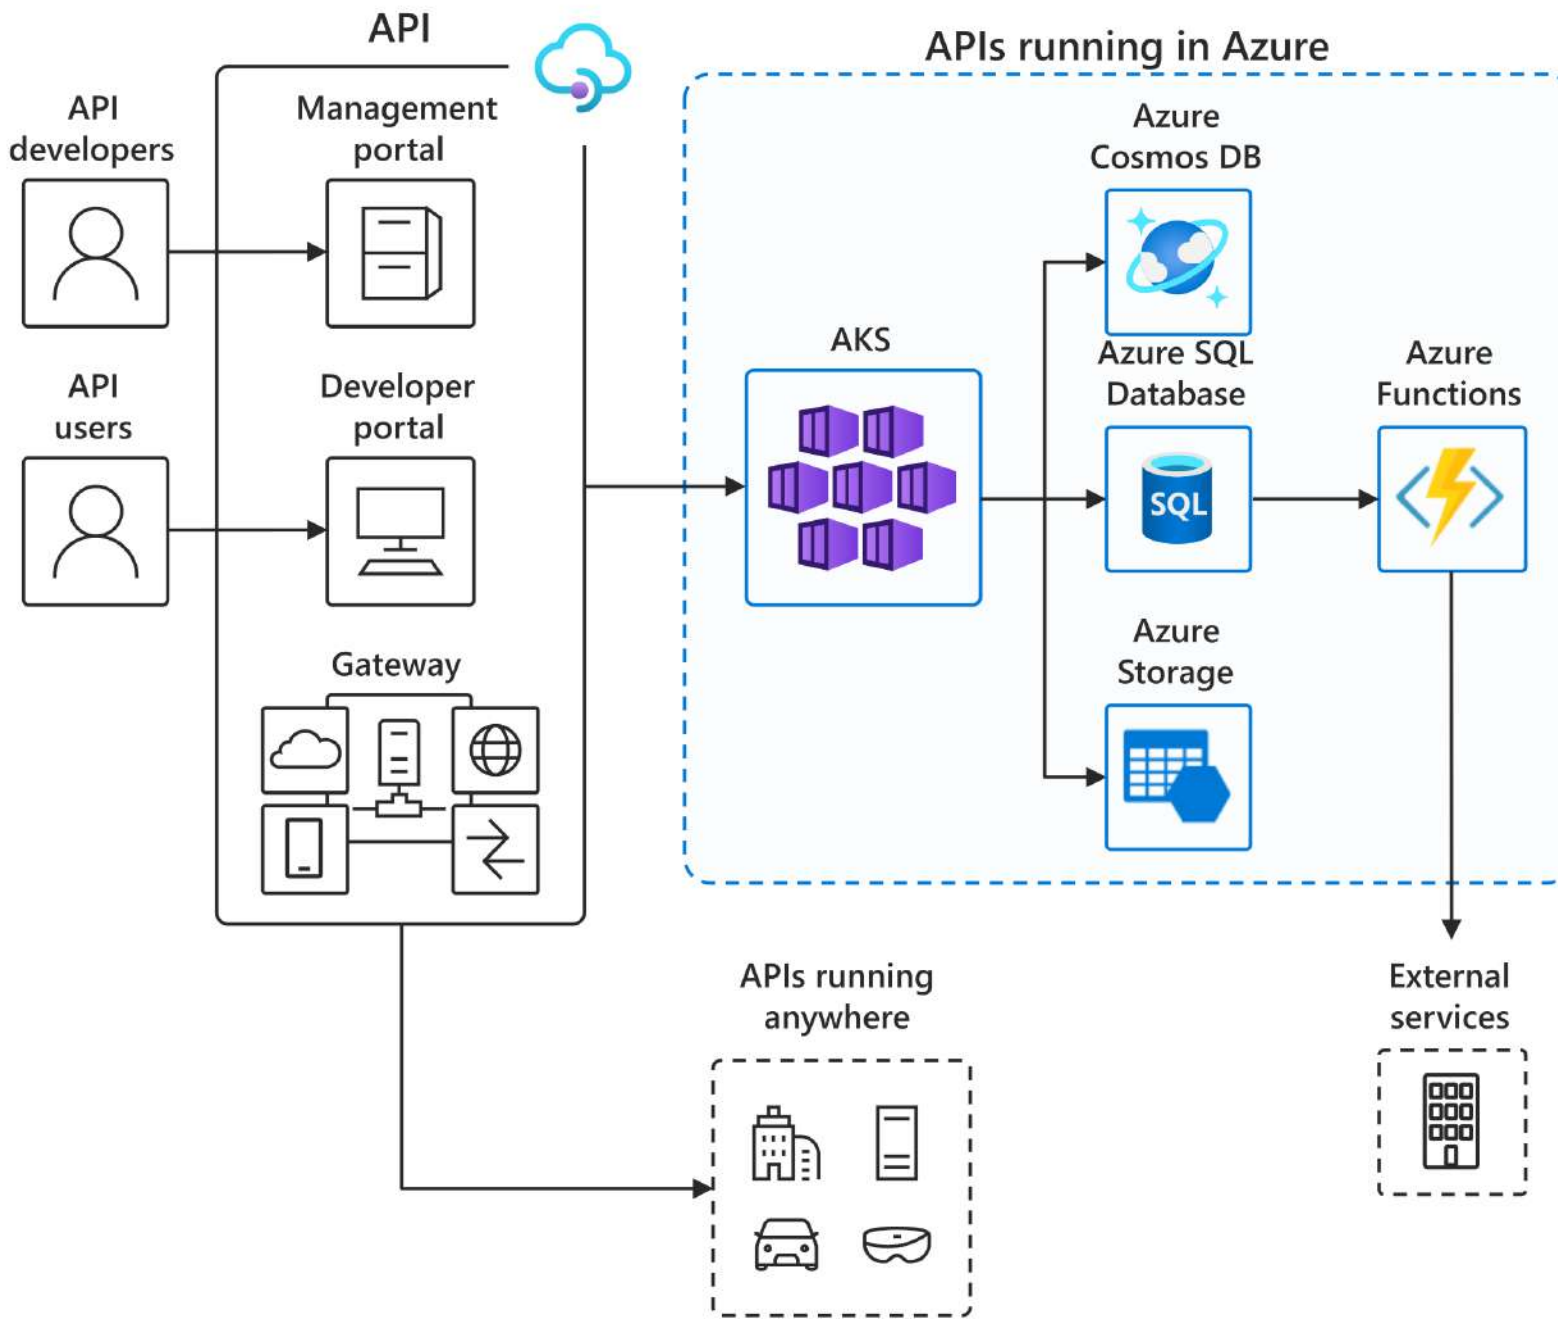 API
APIs running in Azure
API
developers
Management
portal
Azure
Cosmos DB
AKS
Azure SQL
Database
Azure
Functions
API
users
Developer
portal
SQL
Azure
Storage
Gateway
APIs running
anywhere
External
services